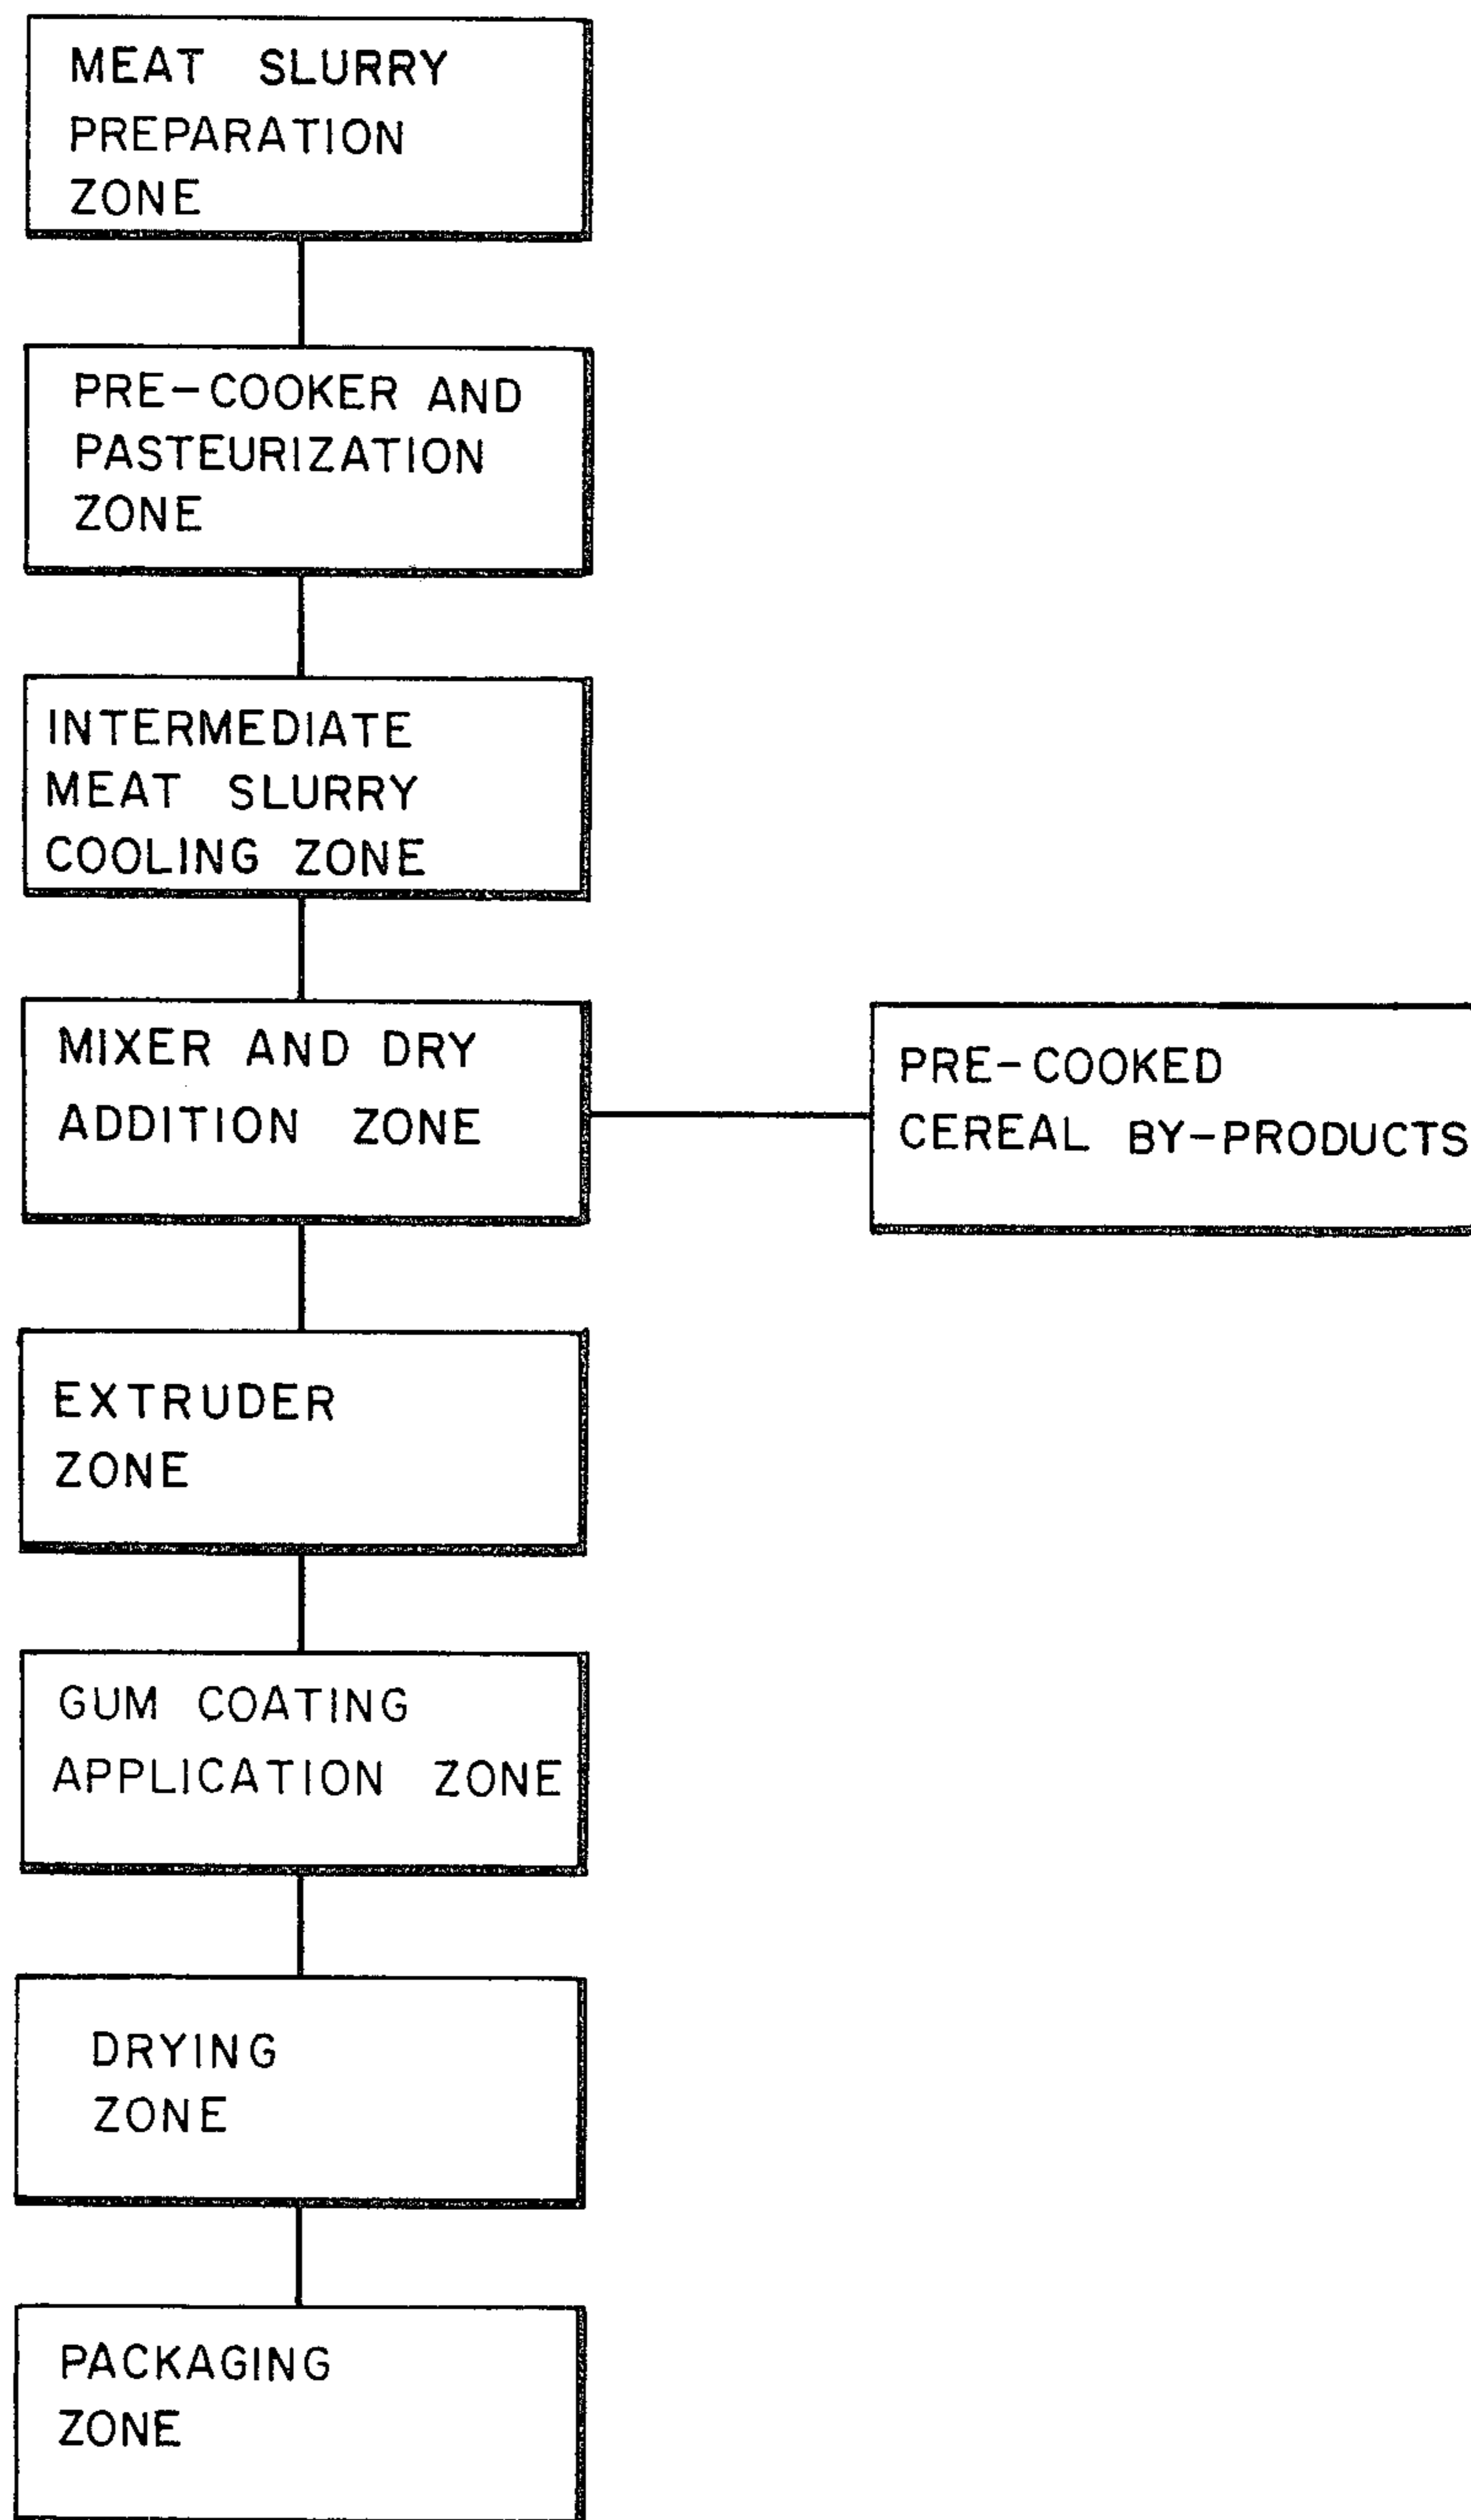 MEAT SLURRY
PREPARATION
ZONE
PRE-COOKER AND
PASTEURIZATION
ZONE
INTERMEDIATE
MEAT SLURRY
COOLING ZONE
MIXER AND DRY
ADDITION ZONE
PRE-COOKED
CEREAL BY-PRODUCTS
EXTRUDER
ZONE
GUM COATING
APPLICATION ZONE
DRYING
ZONE
PACKAGING
ZONE